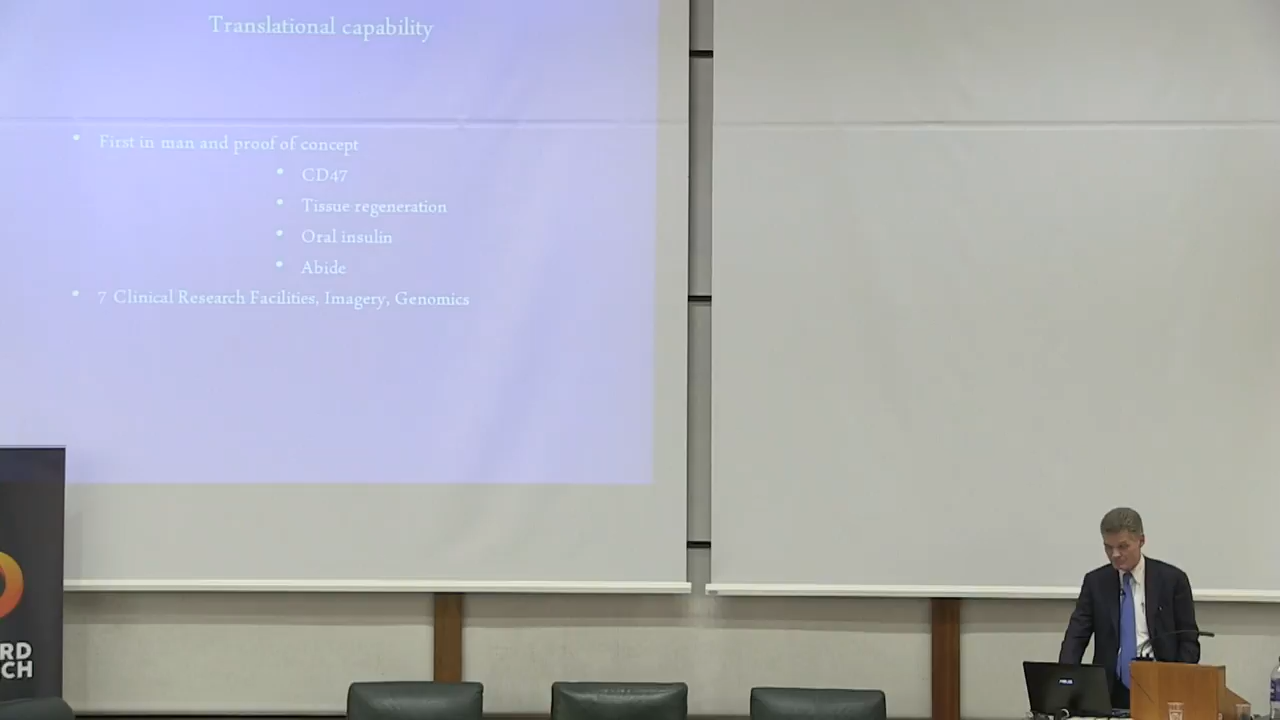 Translational capability
• First in man and proof of concept
• CD47
• Tissue regeneration
• Oral insulin
• Abide
• 7 Clinical Research Facilities, Imagery, Genomics
RD
CH
ASUS